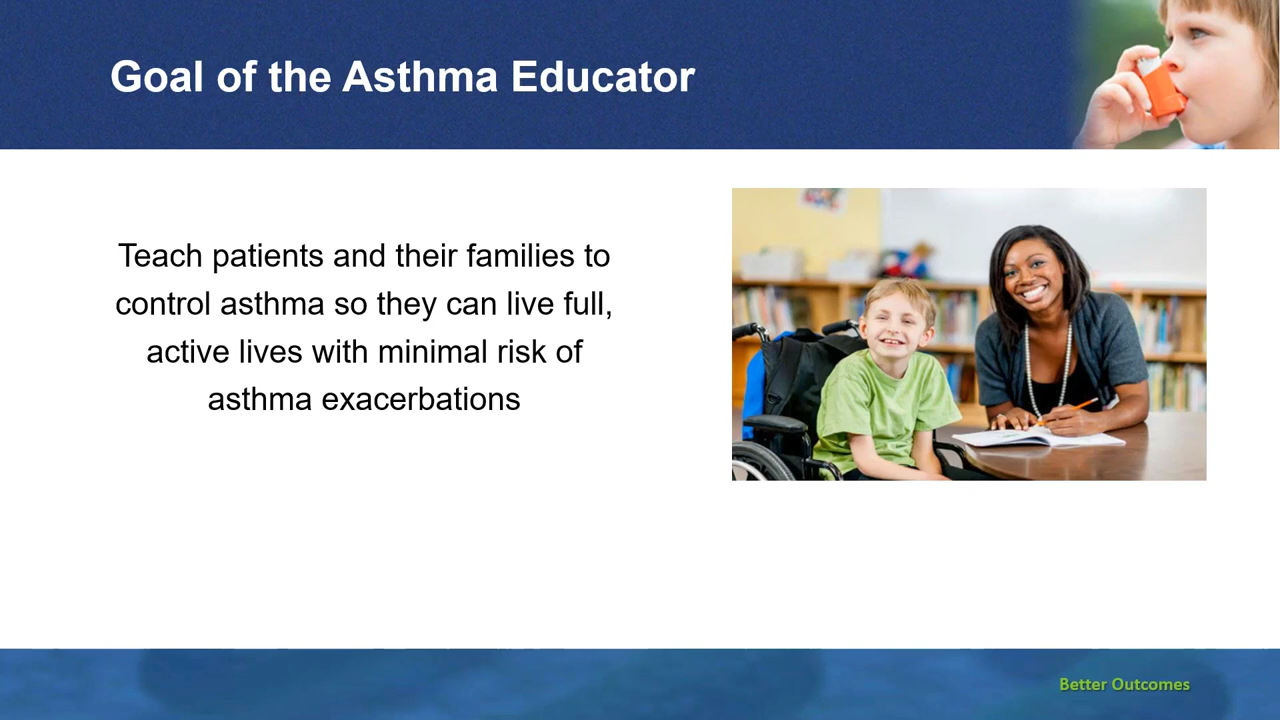 Goal of the Asthma Educator
Teach patients and their families to
control asthma so they can live full,
active lives with minimal risk of
asthma exacerbations
Better Outcomes